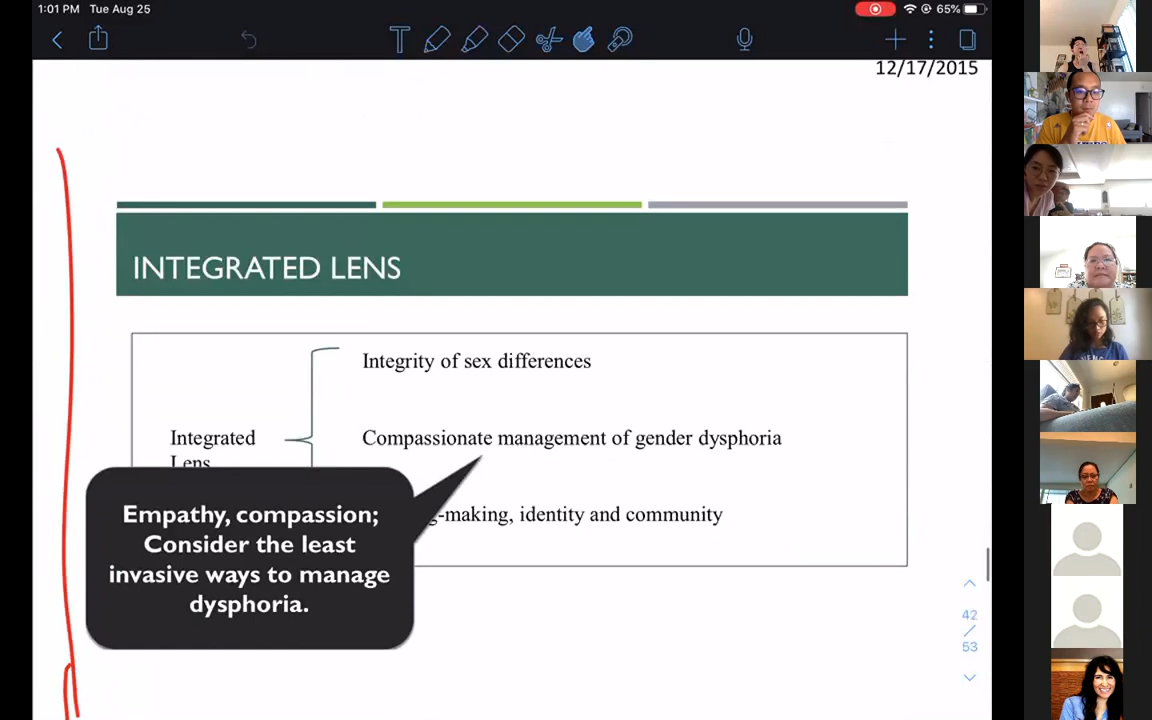 1:01 PM Tue Aug 25
65%
12/17/2015
INTEGRATED LENS
Integrity of sex differences
Integrated
Lens
Compassionate management of gender dysphoria
-making, identity and community
Empathy, compassion;
Consider the least
invasive ways to manage
dysphoria.
42
/
53